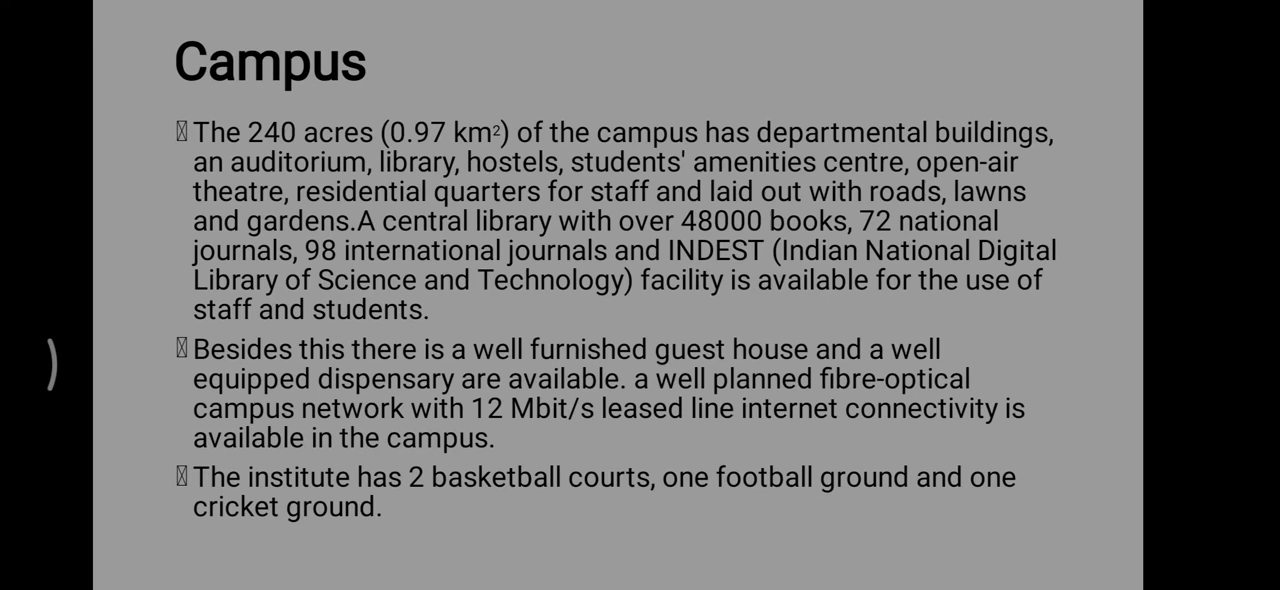 Campus
The 240 acres (0.97 km²) of the campus has departmental buildings,
an auditorium, library, hostels, students' amenities centre, open-air
theatre, residential quarters for staff and laid out with roads, lawns
and gardens.A central library with over 48000 books, 72 national
journals, 98 international journals and INDEST (Indian National Digital
Library of Science and Technology) facility is available for the use of
staff and students.
Besides this there is a well furnished guest house and a well
equipped dispensary are available. a well planned fibre-optical
campus network with 12 Mbit/s leased line internet connectivity is
available in the campus.
The institute has 2 basketball courts, one football ground and one
cricket ground.